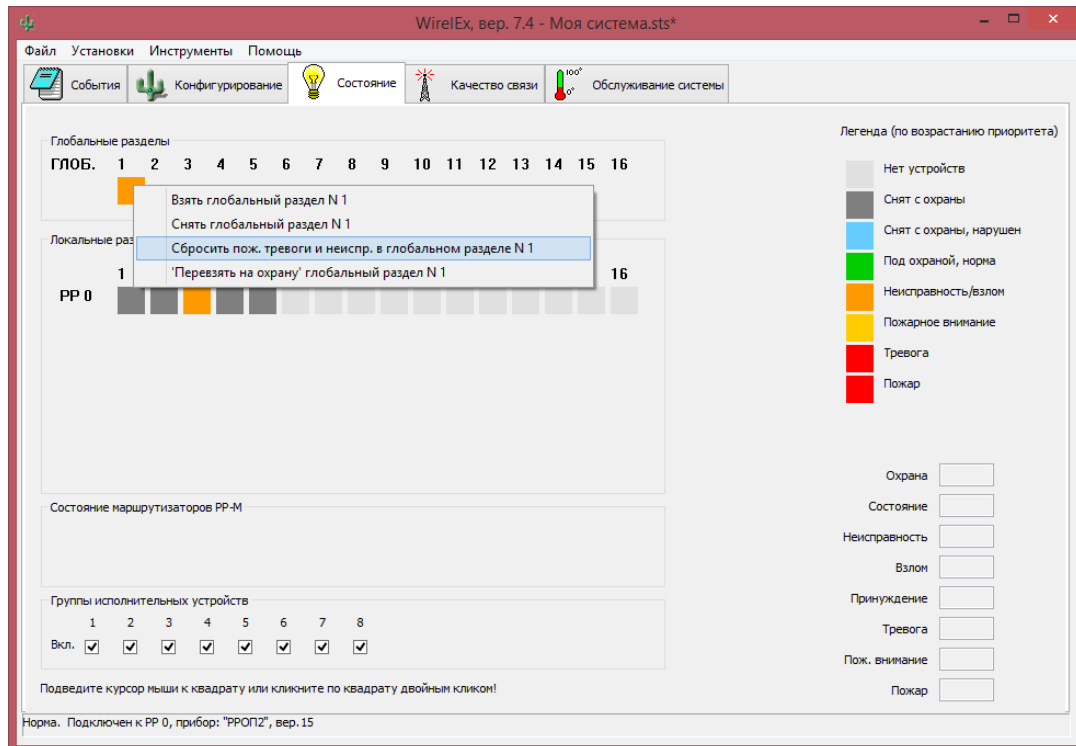 WirelEx, вер. 7.4 - Моя система.sts*
Файл Установки Инструменты Помощь
События Конфигурирование Состояние Качество связи 100° 0° Обслуживание системы
Легенда (по возрастанию приоритета)
Глобальные разделы
ГЛОБ. 1 2 3 4 5 6 7 8 9 10 11 12 13 14 15 16
Нет устройств
Взять глобальный раздел N 1
Снят с охраны
Снять глобальный раздел N 1
Снят с охраны, нарушен
Локальные раз
Сбросить пож. тревоги и неиспр. в глобальном разделе N 1
Под охраной, норма
1 'Перевзять на охрану' глобальный раздел N 1 16
PP 0
Неисправность/взлом
Пожарное внимание
Тревога
Пожар
Охрана
Состояние маршрутизаторов РР-М
Состояние
Неисправность
Взлом
Группы исполнительных устройств
Принуждение
1 2 3 4 5 6 7 8
Тревога
Вкл.
Пож. внимание
Подведите курсор мыши к квадрату или кликните по квадрату двойным кликом!
Пожар
Норма. Подключен к РР 0, прибор: "РРОП2", вер.15